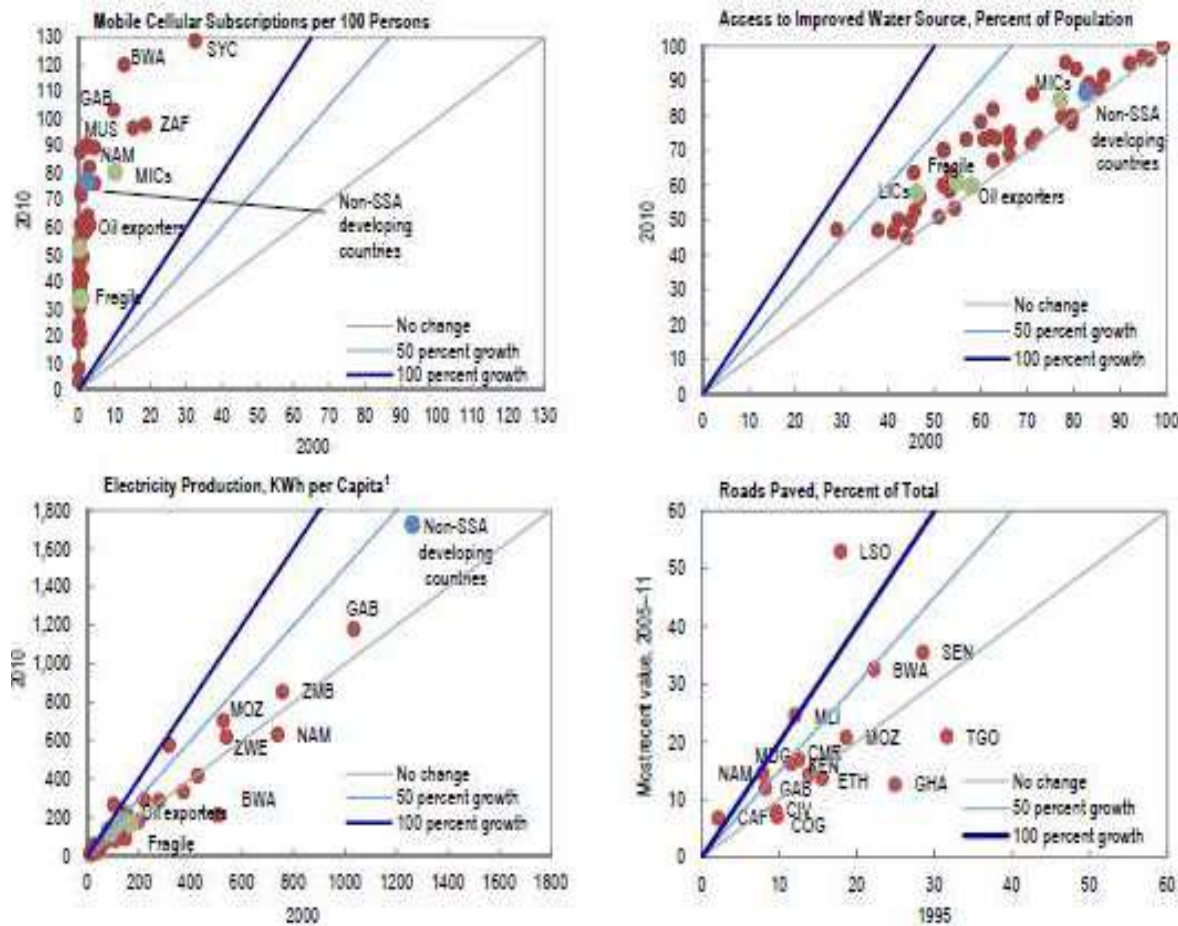 Mobile Cellular Subscriptions per 100 Persons
130
120
110
100
90
80
70
60
50
40
30
20
10
0
2010
SYC
BWA
GAB
ZAF
MUS
NAM
MICs
Non-SSA
developing
countries
Oil exporters
Fragile
No change
50 percent growth
100 percent growth
0 10 20 30 40 50 60 70 80 90 100 110 120 130
2000
Access to Improved Water Source, Percent of Population
100
90
80
70
60
50
40
30
20
10
0
2010
MICs
Non-SSA
developing
countries
Fragile
LICs
Oil exporters
No change
50 percent growth
100 percent growth
0 10 20 30 40 50 60 70 80 90 100
2000
Electricity Production, KWh per Capita¹
1,800
1,600
1,400
1,200
1,000
800
600
400
200
0
2010
Non-SSA
developing
countries
GAB
ZMB
MOZ
NAM
ZWE
BWA
Oil exporters
Fragile
No change
50 percent growth
100 percent growth
0 200 400 600 800 1000 1200 1400 1600 1800
2000
Roads Paved, Percent of Total
60
50
40
30
20
10
0
Most recent value, 2005–11
LSO
SEN
BWA
MLI
MOZ
TGO
MDG
CMR
KEN
NAM
ETH
GHA
GAB
CIV
CAF
COG
No change
50 percent growth
100 percent growth
0 10 20 30 40 50 60
1995